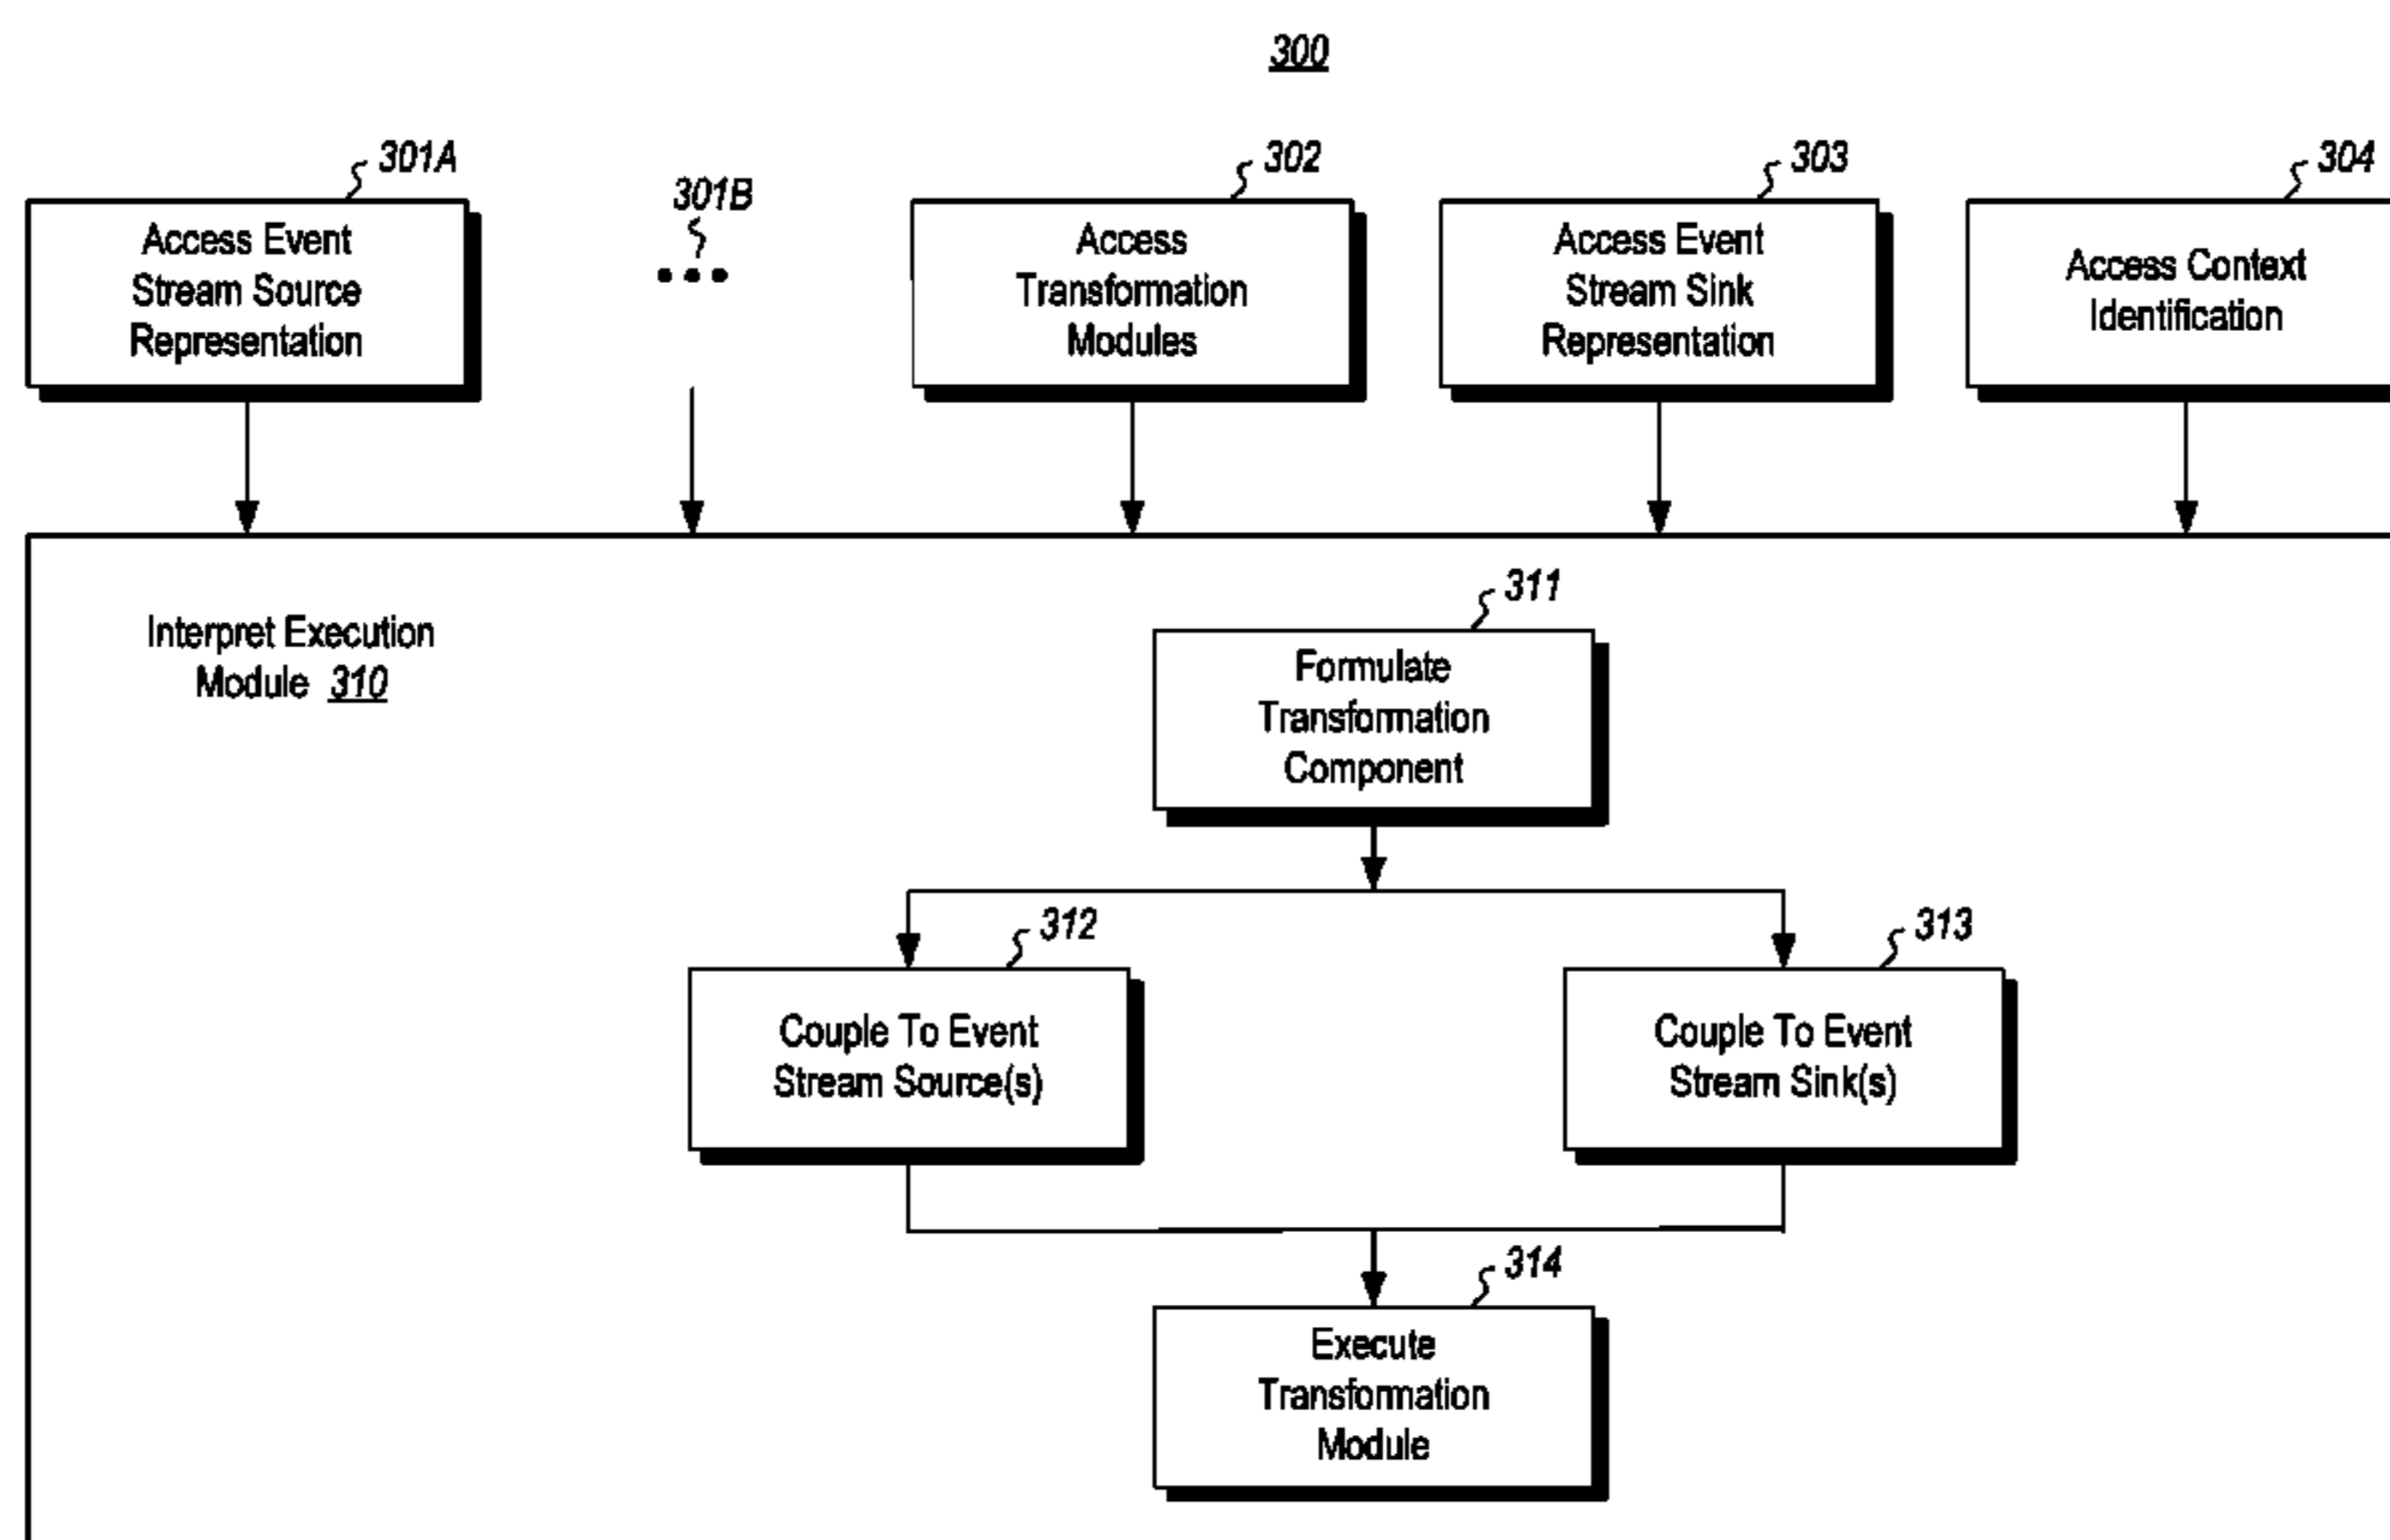 300
301A
301B
302
303
304
Access Event
Stream Source
Representation
• • •
Access
Transformation
Modules
Access Event
Stream Sink
Representation
Access Context
Identification
Interpret Execution
Module 310
311
Formulate
Transformation
Component
312
Couple To Event
Stream Source(s)
313
Couple To Event
Stream Sink(s)
314
Execute
Transformation
Module